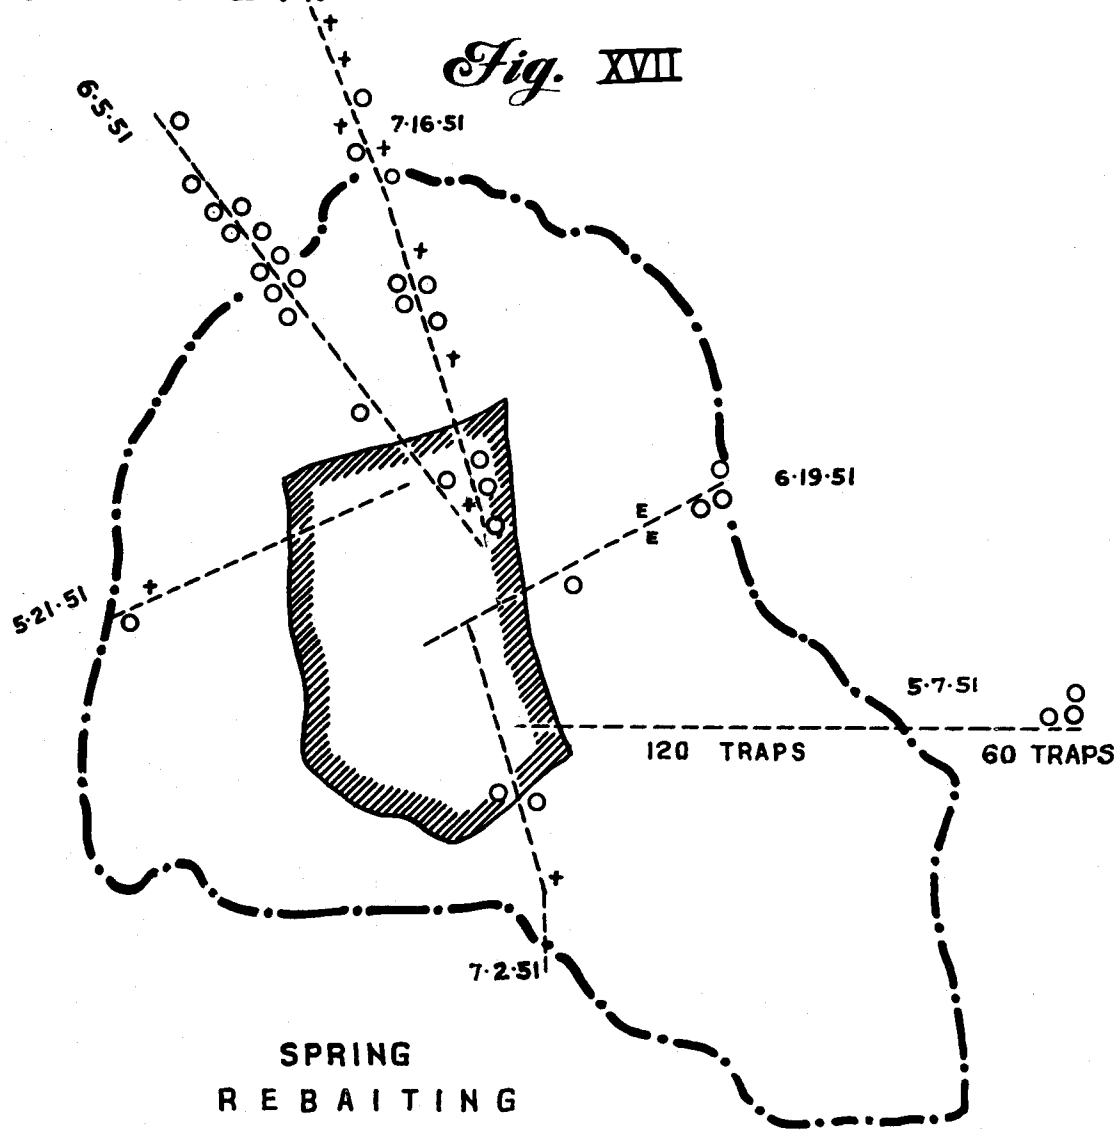 Fig. XVII
6·5·51
7·16·51
6·19·51
E
E
5·21·51
5·7·51
120 TRAPS
60 TRAPS
7·2·51
SPRING
REBAITING